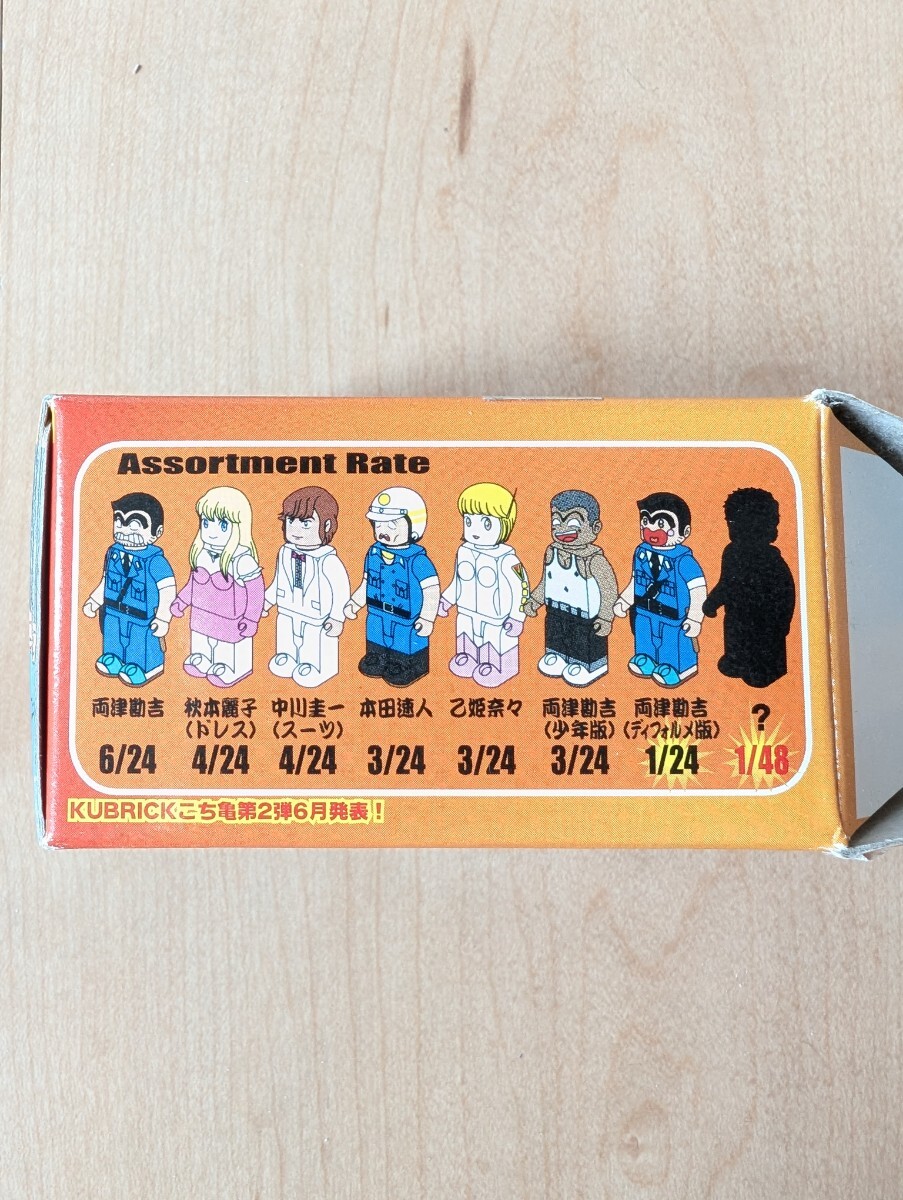 Assortment Rate
両津勘吉
6/24
秋本麗子
(ドレス)
4/24
中川圭一
(スーツ)
4/24
本田速人
3/24
乙姫奈々
3/24
両津勘吉
(少年版)
3/24
両津勘吉
(ディフォルメ版)
1/24
?
1/48
KUBRICKこち亀第2弾6月発表!